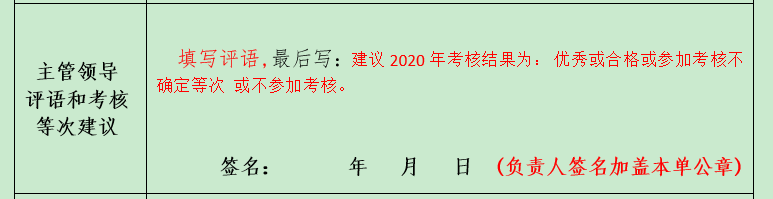 主管领导
评语和考核
等次建议
填写评语,最后写：建议 2020 年考核结果为： 优秀或合格或参加考核不
确定等次 或不参加考核。
签名： 年 月 日 (负责人签名加盖本单公章)